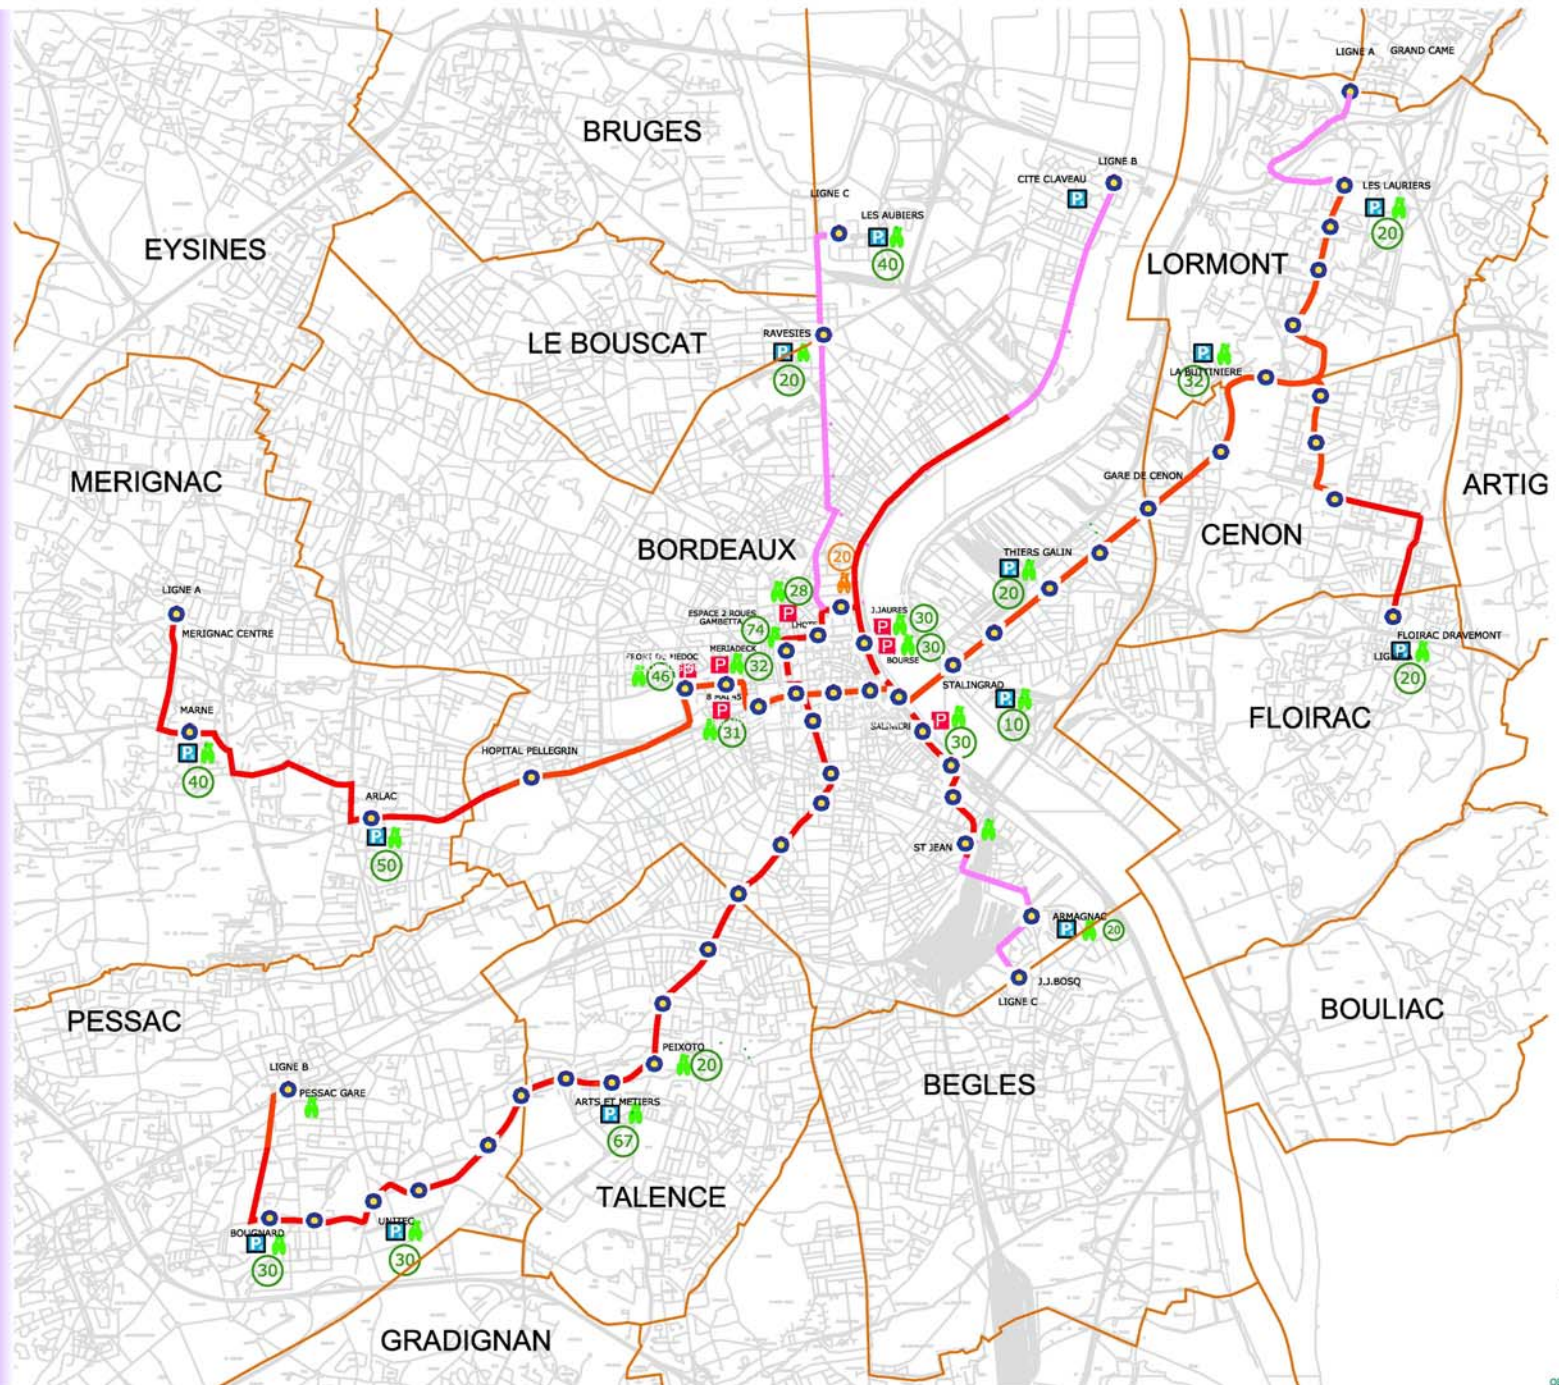 LIGNE A GRAND CAME
BRUGES
LIGNE B
CITE CLAVEAU
P
LES LAURIERS
P
20
LIGNE C
LES AUBIERS
P
40
EYSINES
LORMONT
LE BOUSCAT
RAVESIES
P
20
P
LA BUTTINIERE
32
MERIGNAC
GARE DE CENON
ARTIG
CENON
BORDEAUX
20
THIERS GALIN
P
20
LIGNE A
MERIGNAC CENTRE
28
P
ESPACE 2 ROUES
GAMBETTA
74
J.JAURES
30
P
P
30
BOURSE
MERIADECK
P
32
P
46
P
31
FLOIRAC DRAVEMONT
P
20
STALINGRAD
P
10
FLOIRAC
MARNE
P
40
P
30
HOPITAL PELLEGRIN
ARLAC
P
50
ST JEAN
ARMAGNAC
P
20
J.J.BOSQ
LIGNE C
PESSAC
BOULIAC
LIGNE B
PESSAC GARE
PEIXOTO
20
ARTS ET METIERS
P
67
BEGLES
TALENCE
BOUGNARD
P
30
UNITEC
P
30
GRADIGNAN